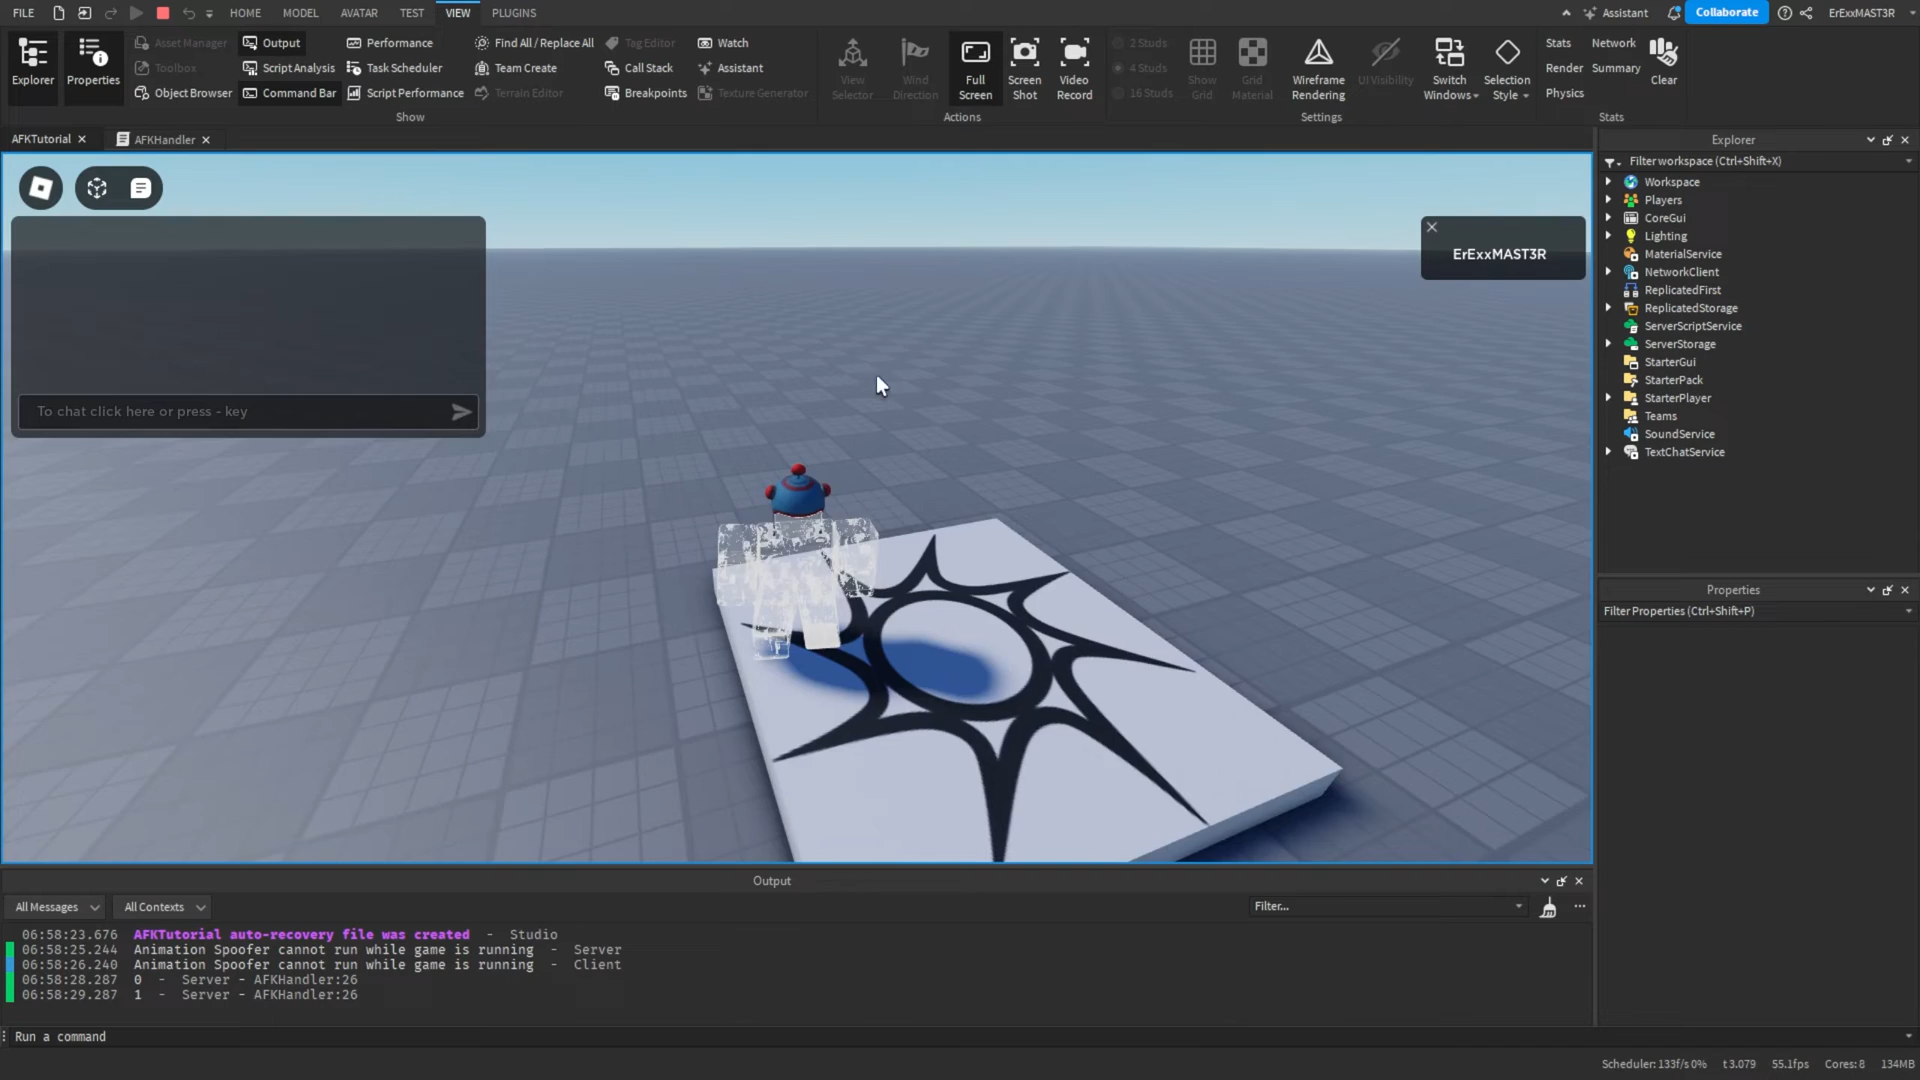 FILE HOME MODEL AVATAR TEST VIEW PLUGINS Assistant Collaborate ErExxMAST3R
Explorer Properties
Asset Manager Output Performance Find All / Replace All Tag Editor Watch
Toolbox Script Analysis Task Scheduler Team Create Call Stack Assistant
Object Browser Command Bar Script Performance Terrain Editor Breakpoints Texture Generator
Show
View Selector
Wind Direction
Full Screen
Screen Shot
Video Record
Actions
2 Studs
4 Studs
16 Studs
Show Grid
Grid Material
Wireframe Rendering
UI Visibility
Switch Windows
Selection Style
Settings
Stats Network
Render Summary
Physics
Clear
Stats
AFKTutorial AFKHandler
To chat click here or press - key
ErExxMAST3R
Explorer
Filter workspace (Ctrl+Shift+X)
Workspace
Players
CoreGui
Lighting
MaterialService
NetworkClient
ReplicatedFirst
ReplicatedStorage
ServerScriptService
ServerStorage
StarterGui
StarterPack
StarterPlayer
Teams
SoundService
TextChatService
Properties
Filter Properties (Ctrl+Shift+P)
Output
All Messages All Contexts Filter...
06:58:23.676 AFKTutorial auto-recovery file was created - Studio
06:58:25.244 Animation Spoofer cannot run while game is running - Server
06:58:26.240 Animation Spoofer cannot run while game is running - Client
06:58:28.287 0 - Server - AFKHandler:26
06:58:29.287 1 - Server - AFKHandler:26
Run a command
Scheduler: 133f/s 0% t 3.079 55.1fps Cores: 8 134MB